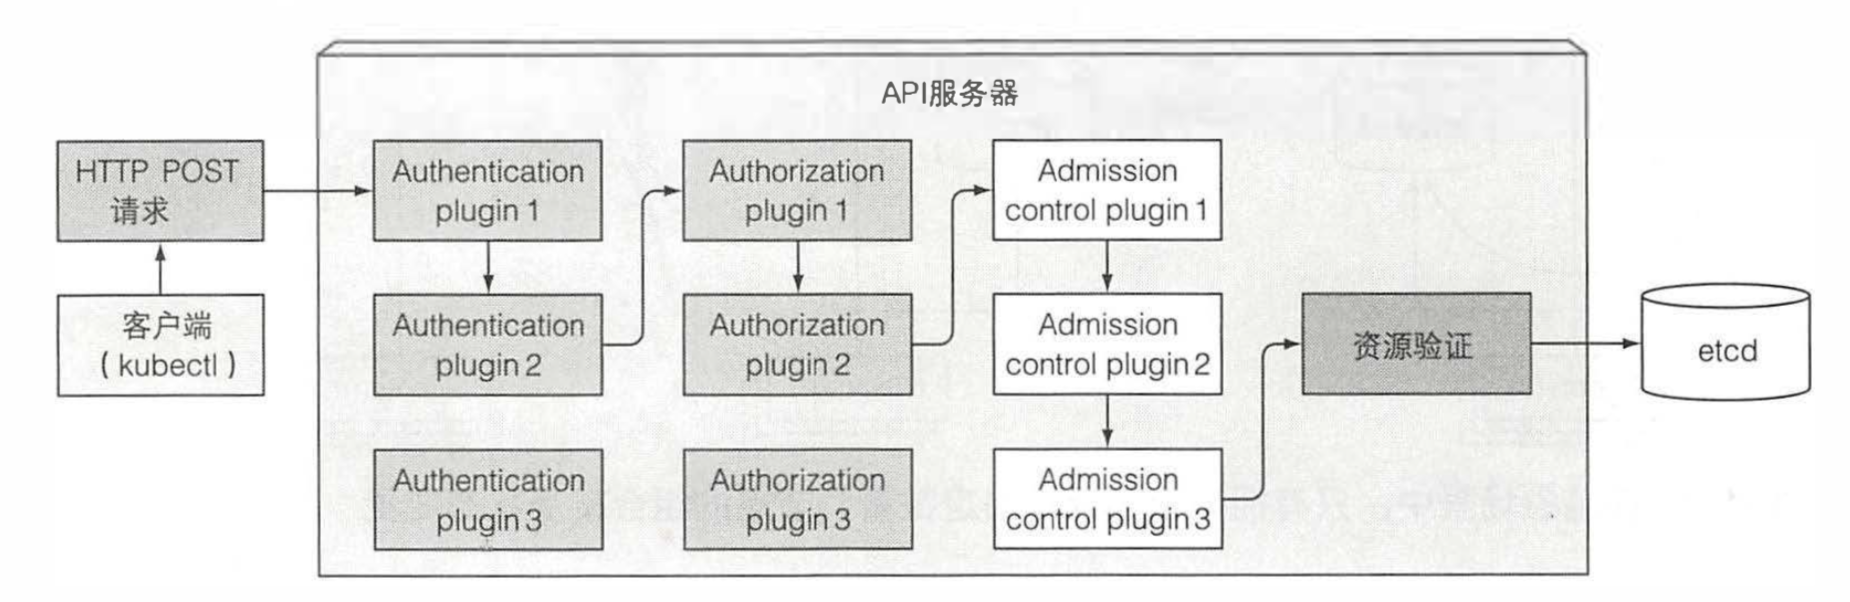 API服务器
HTTP POST
请求
客户端
(kubectl)
Authentication
plugin 1
Authentication
plugin 2
Authentication
plugin 3
Authorization
plugin 1
Authorization
plugin 2
Authorization
plugin 3
Admission
control plugin 1
Admission
control plugin 2
Admission
control plugin 3
资源验证
etcd